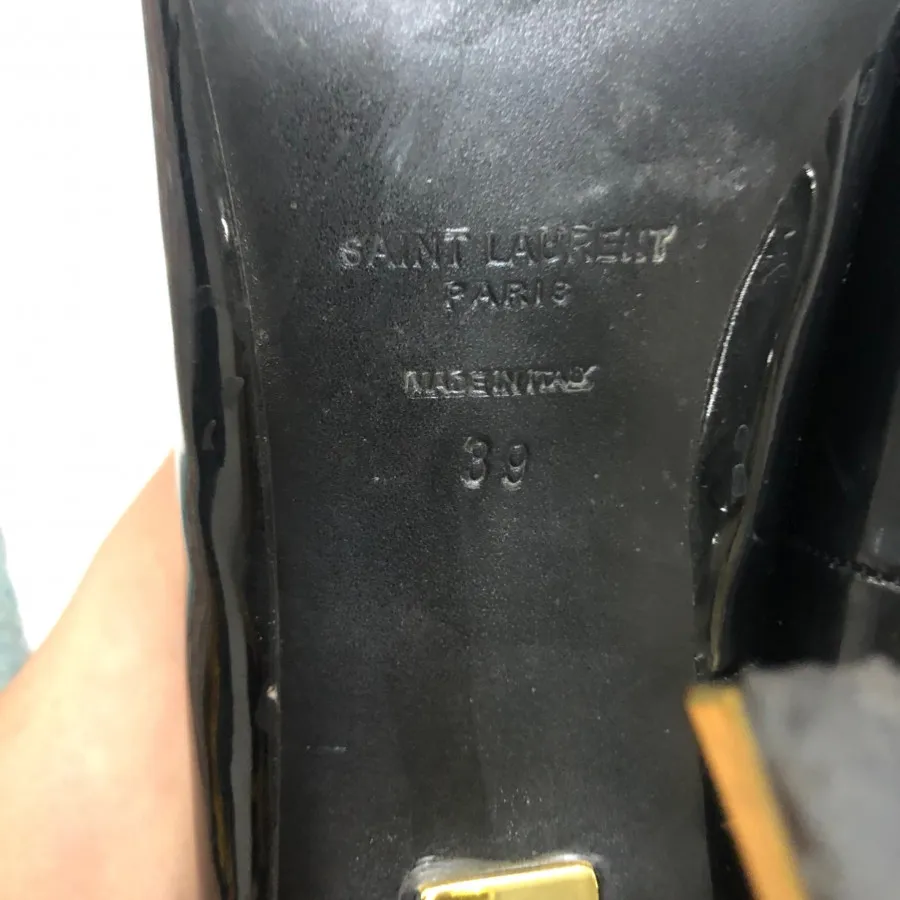 SAINT LAURENT
PARIS
MADE IN ITALY
39